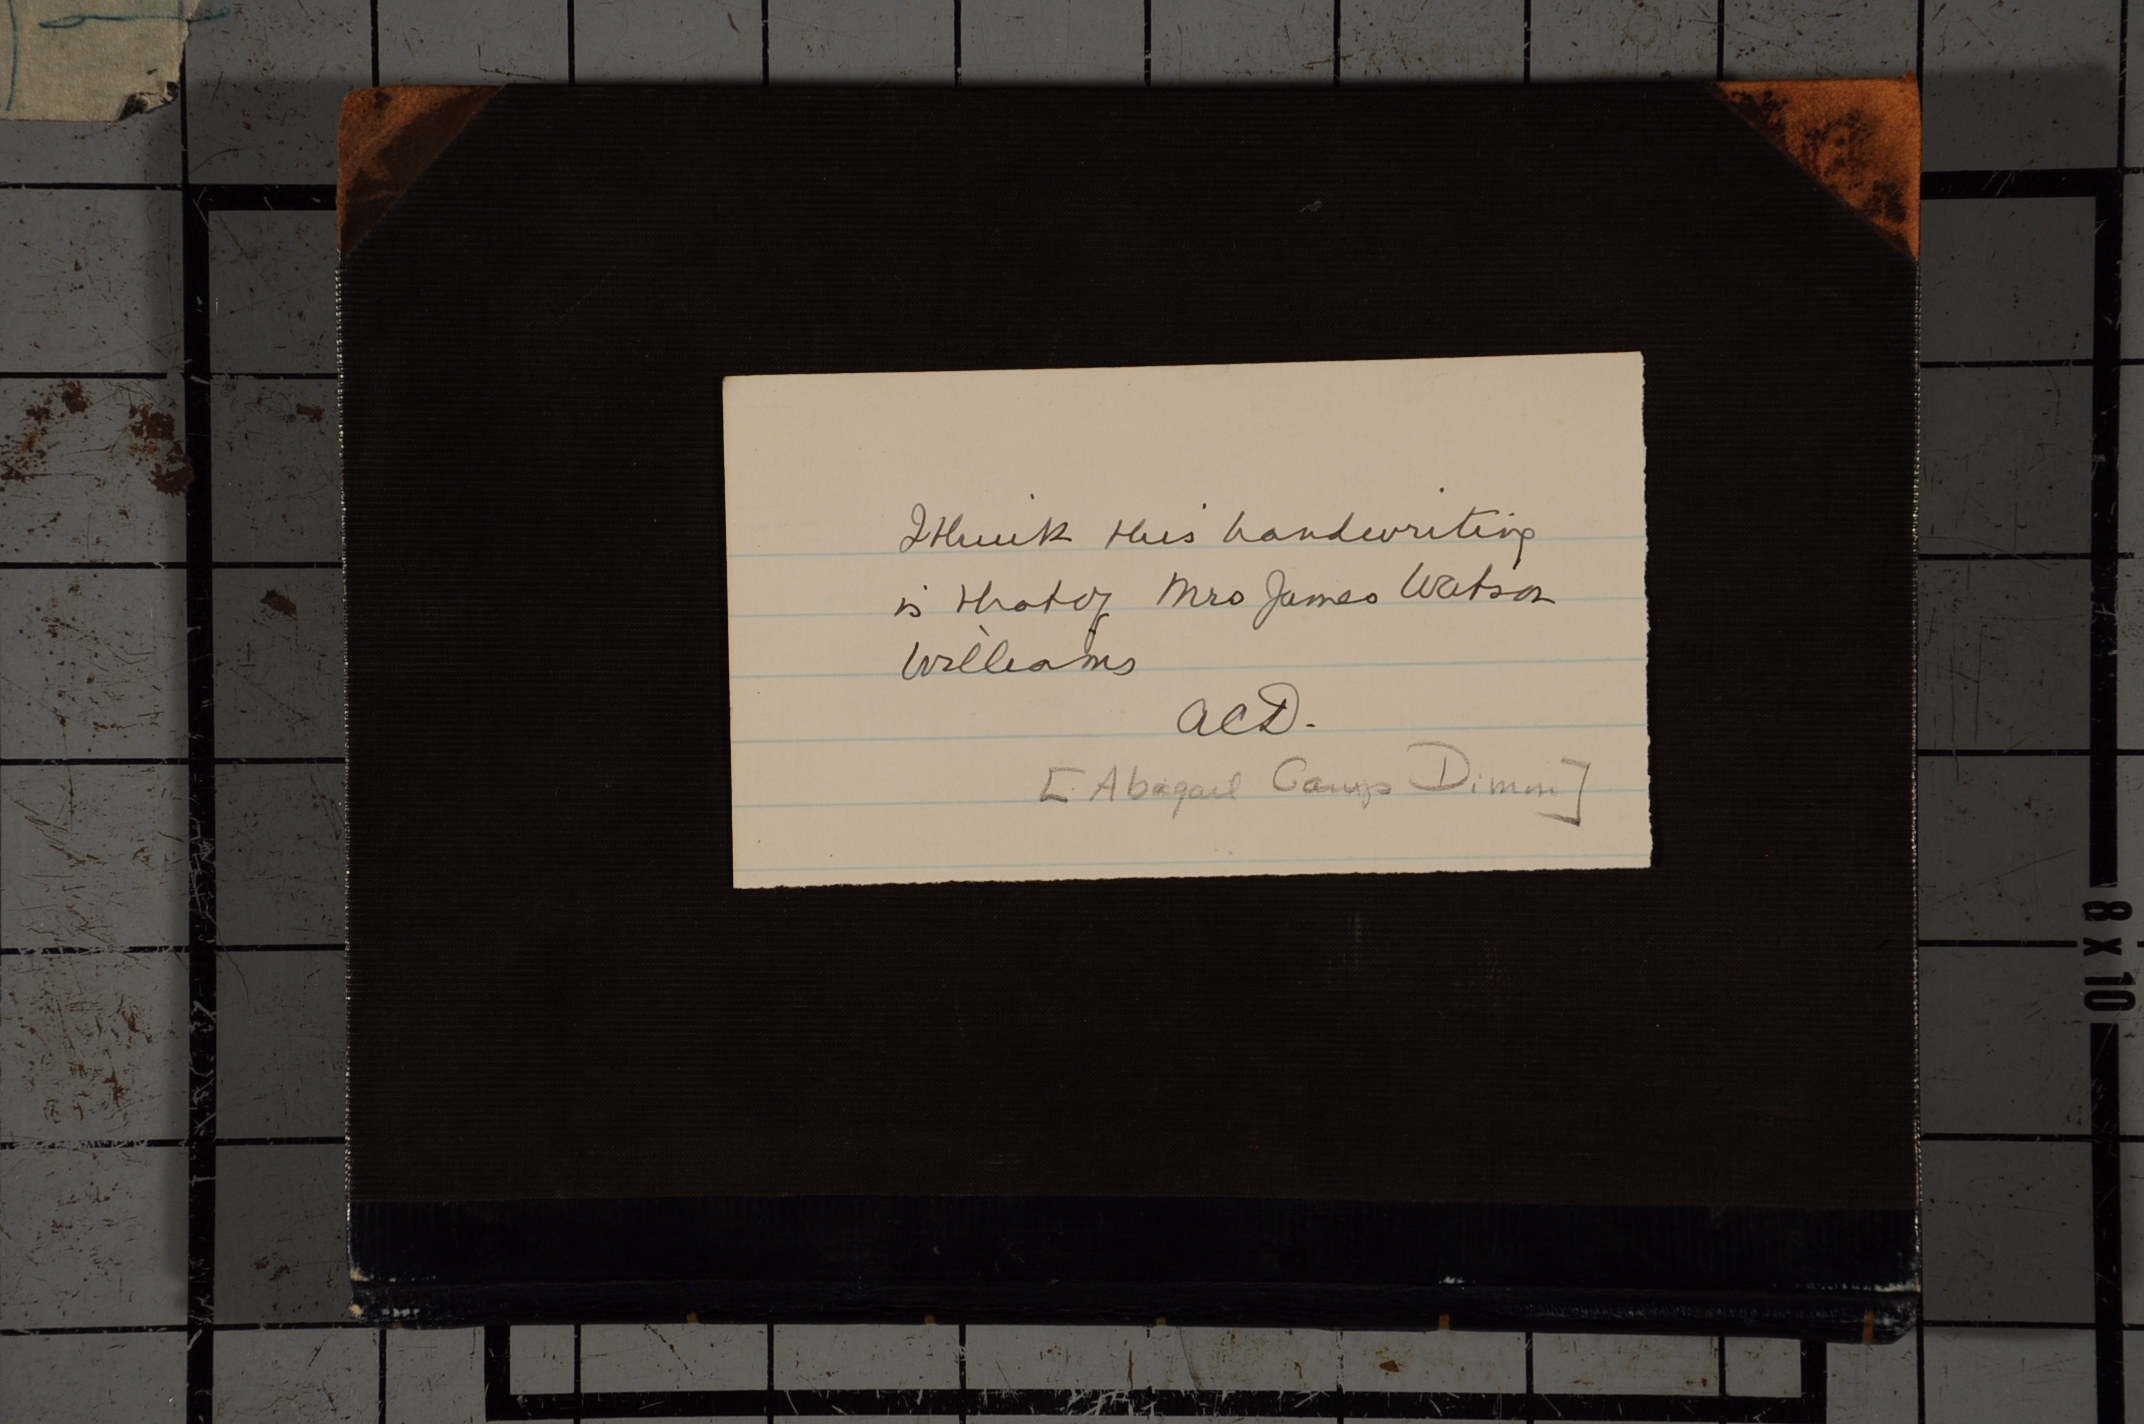 I think this handwriting
is that of Mrs James Watson
Williams
ACD.
[Abigail Camp Dimon]
8 X 10